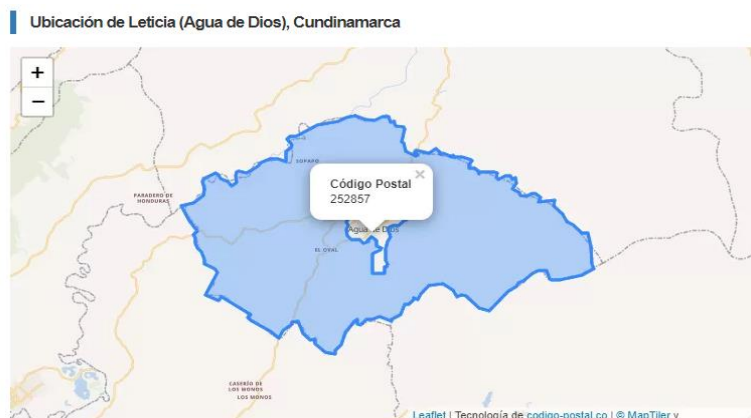 Ubicación de Leticia (Agua de Dios), Cundinamarca
+
−
SOPAPO
×
Código Postal
252857
PARADERO DE
HONDURAS
Agua de Dios
EL OVAL
CASERÍO DE
LOS MONOS
LOS MONOS
Leaflet | Tecnología de codigo-postal.co | © MapTiler y